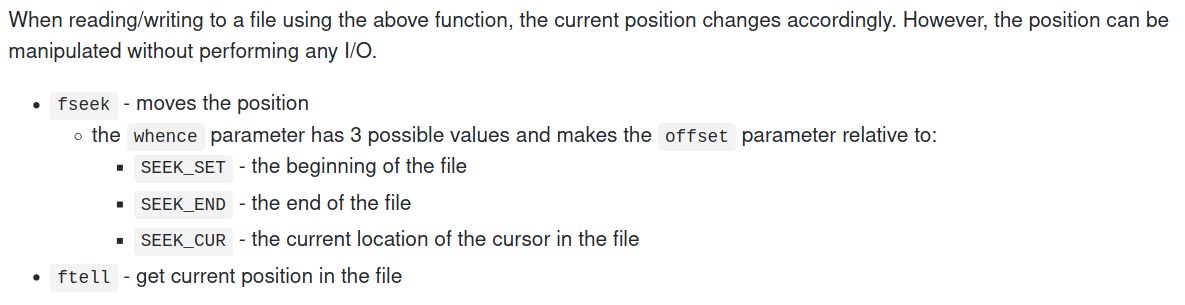 When reading/writing to a file using the above function, the current position changes accordingly. However, the position can be
manipulated without performing any I/O.
• fseek - moves the position
◦ the whence parameter has 3 possible values and makes the offset parameter relative to:
▪ SEEK_SET - the beginning of the file
▪ SEEK_END - the end of the file
▪ SEEK_CUR - the current location of the cursor in the file
• ftell - get current position in the file